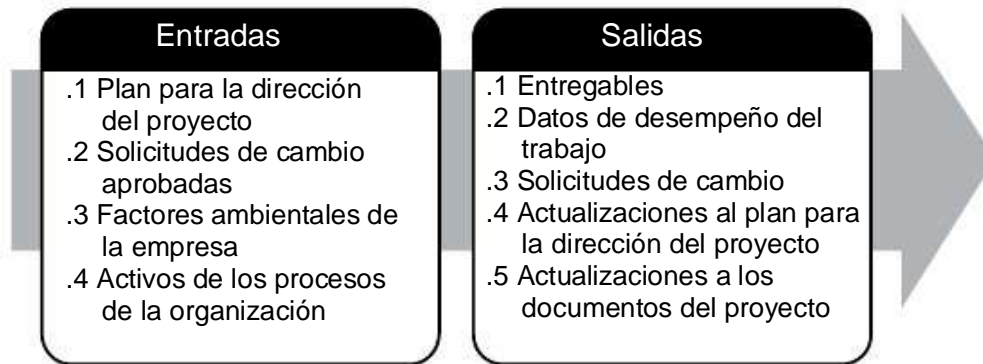 Entradas
.1 Plan para la dirección
del proyecto
.2 Solicitudes de cambio
aprobadas
.3 Factores ambientales de
la empresa
.4 Activos de los procesos
de la organización
Salidas
.1 Entregables
.2 Datos de desempeño del
trabajo
.3 Solicitudes de cambio
.4 Actualizaciones al plan para
la dirección del proyecto
.5 Actualizaciones a los
documentos del proyecto